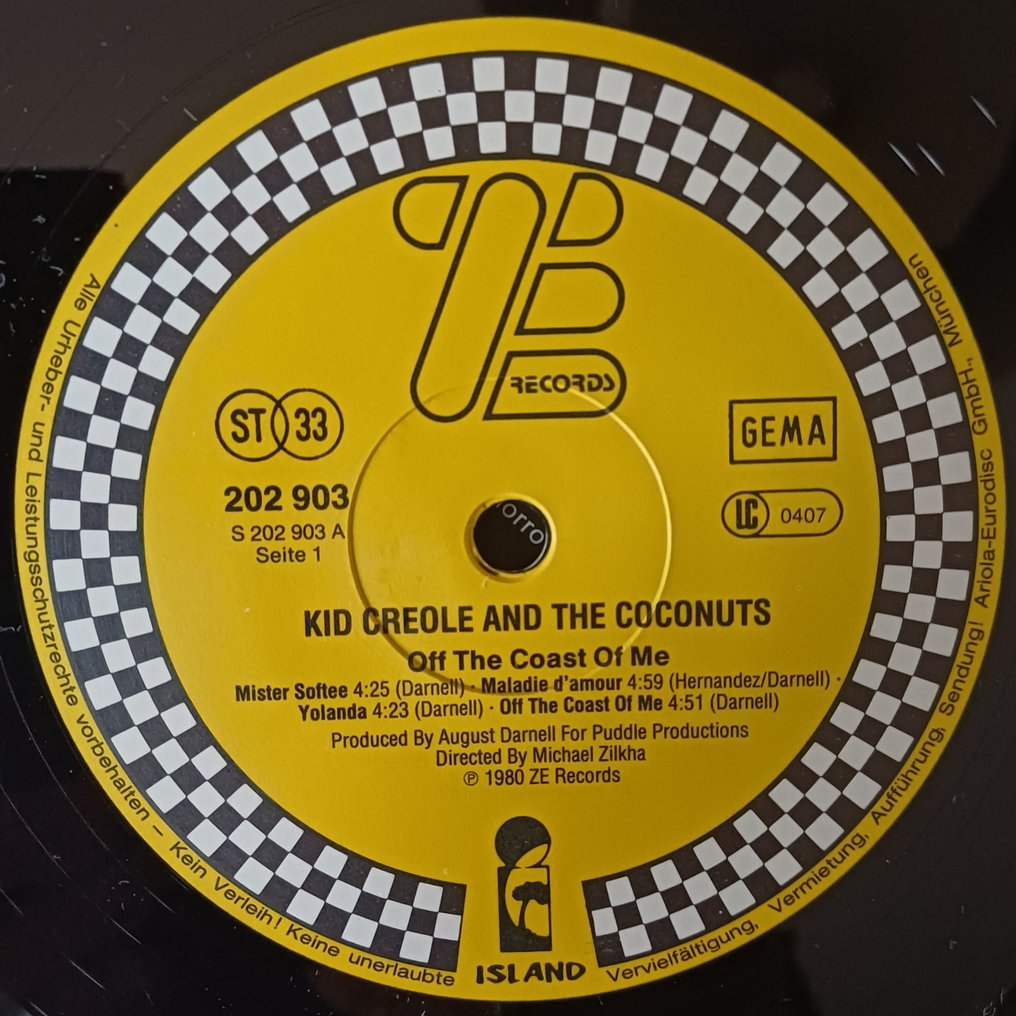 ZE
RECORDS
ST 33
GEMA
202 903
LC 0407
S 202 903 A
Seite 1
orro
KID CREOLE AND THE COCONUTS
Off The Coast Of Me
Mister Softee 4:25 (Darnell) · Maladie d'amour 4:59 (Hernandez/Darnell) ·
Yolanda 4:23 (Darnell) · Off The Coast Of Me 4:51 (Darnell)
Produced By August Darnell For Puddle Productions
Directed By Michael Zilkha
℗ 1980 ZE Records
ISLAND
Alle Urheber- und Leistungsschutzrechte vorbehalten – Kein Verleih! Keine unerlaubte Vervielfältigung, Vermietung, Aufführung, Sendung! Ariola-Eurodisc GmbH., München